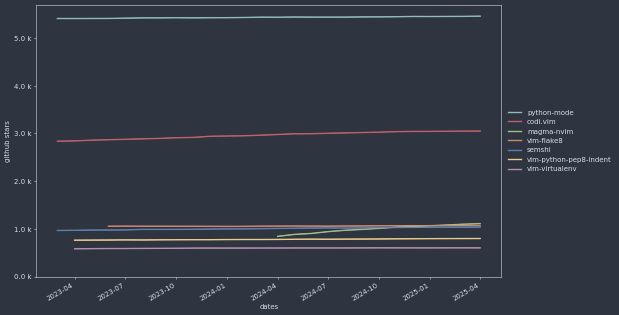 5.0 k
4.0 k
3.0 k
2.0 k
1.0 k
0.0 k
github stars
2023-04
2023-07
2023-10
2024-01
2024-04
2024-07
2024-10
2025-01
2025-04
dates
python-mode
codi.vim
magma-nvim
vim-flake8
semshi
vim-python-pep8-indent
vim-virtualenv